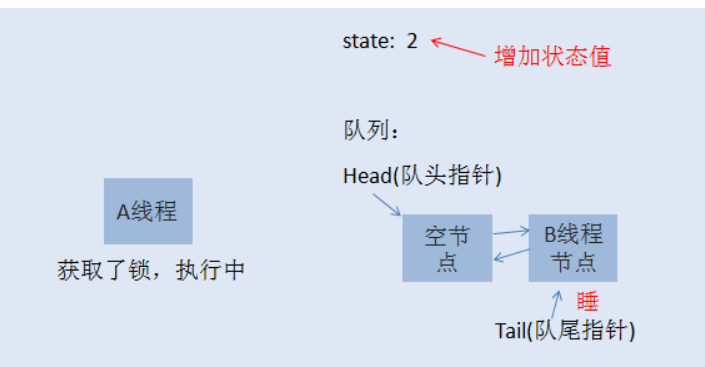 state: 2
增加状态值
队列：
Head(队头指针)
A线程
空节
点
B线程
节点
获取了锁，执行中
睡
Tail(队尾指针)